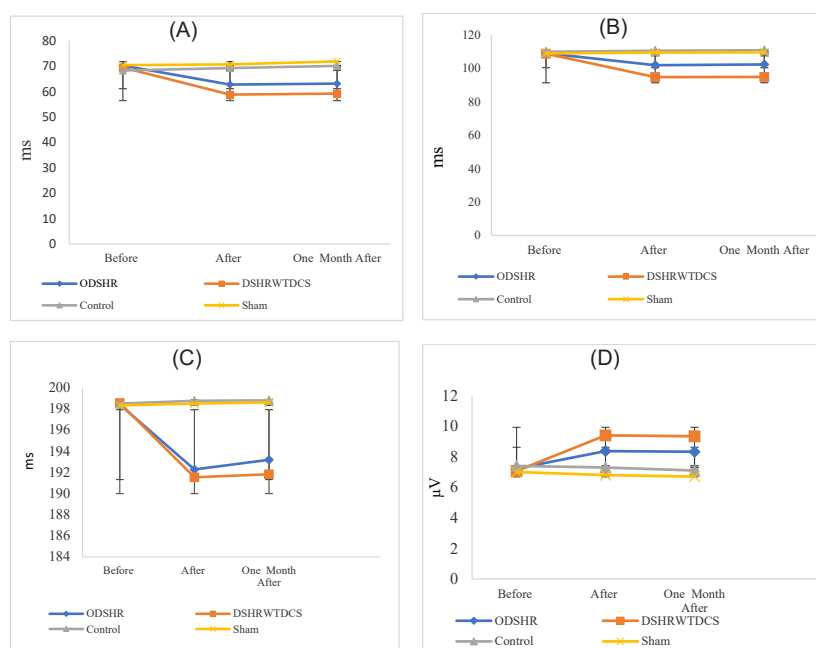 (A)
80
70
60
50
40
30
20
10
0
ms
Before After One Month After
ODSHR DSHRWTDCS
Control Sham
(B)
120
100
80
60
40
20
0
ms
Before After One Month After
ODSHR DSHRWTDCS
Control Sham
(C)
200
198
196
194
192
190
188
186
184
ms
Before After One Month
After
ODSHR DSHRWTDCS
Control Sham
(D)
12
10
8
6
4
2
0
µV
Before After One Month
After
ODSHR DSHRWTDCS
Control Sham